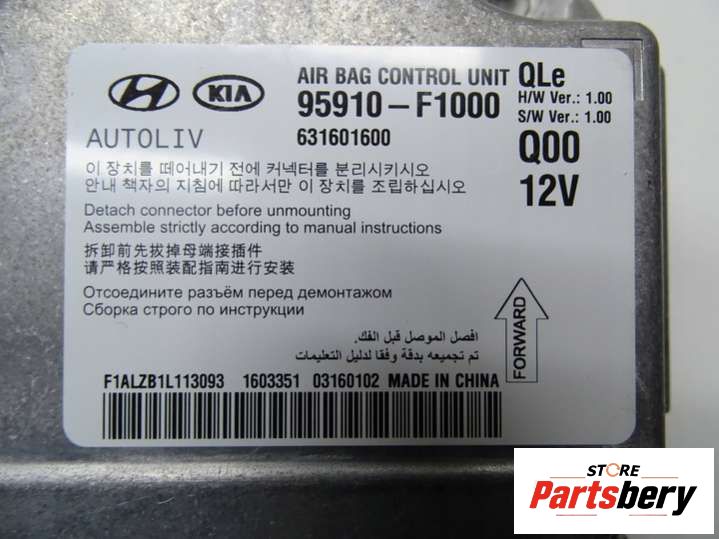 KIA
AIR BAG CONTROL UNIT QLe
95910-F1000
H/W Ver.: 1.00
S/W Ver.: 1.00
AUTOLIV
631601600
Q00
12V
이 장치를 떼어내기 전에 커넥터를 분리시키시오
안내 책자의 지침에 따라서만 이 장치를 조립하십시오
Detach connector before unmounting
Assemble strictly according to manual instructions
拆卸前先拔掉母端接插件
请严格按照装配指南进行安装
Отсоедините разъём перед демонтажом
Сборка строго по инструкции
افصل الموصل قبل الفك.
تم تجميعه بدقة وفقا لدليل التعليمات
FORWARD
F1ALZB1L113093 1603351 03160102 MADE IN CHINA
STORE
Partsbery